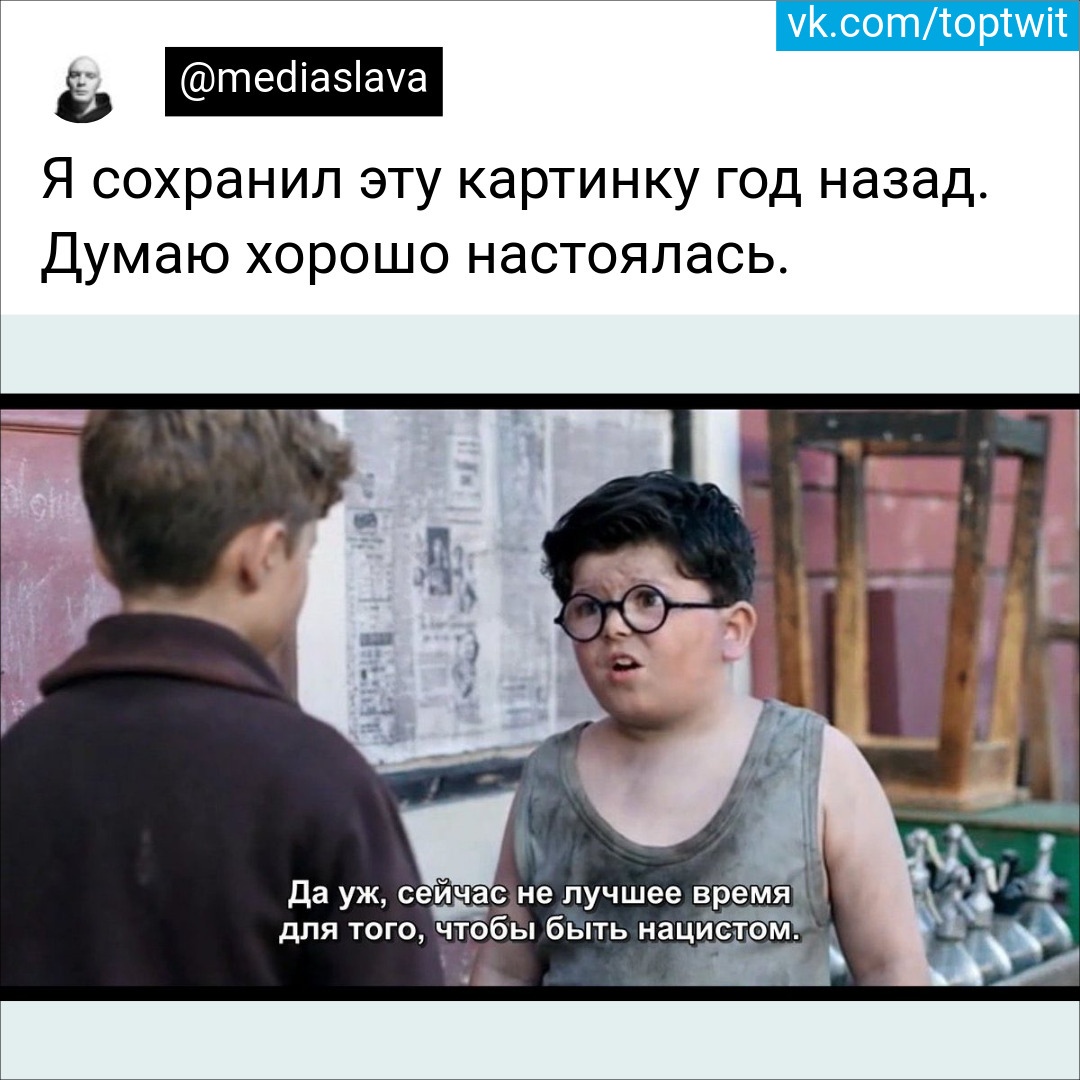 vk.com/toptwit
@mediaslava
Я сохранил эту картинку год назад.
Думаю хорошо настоялась.
Да уж, сейчас не лучшее время
для того, чтобы быть нацистом.